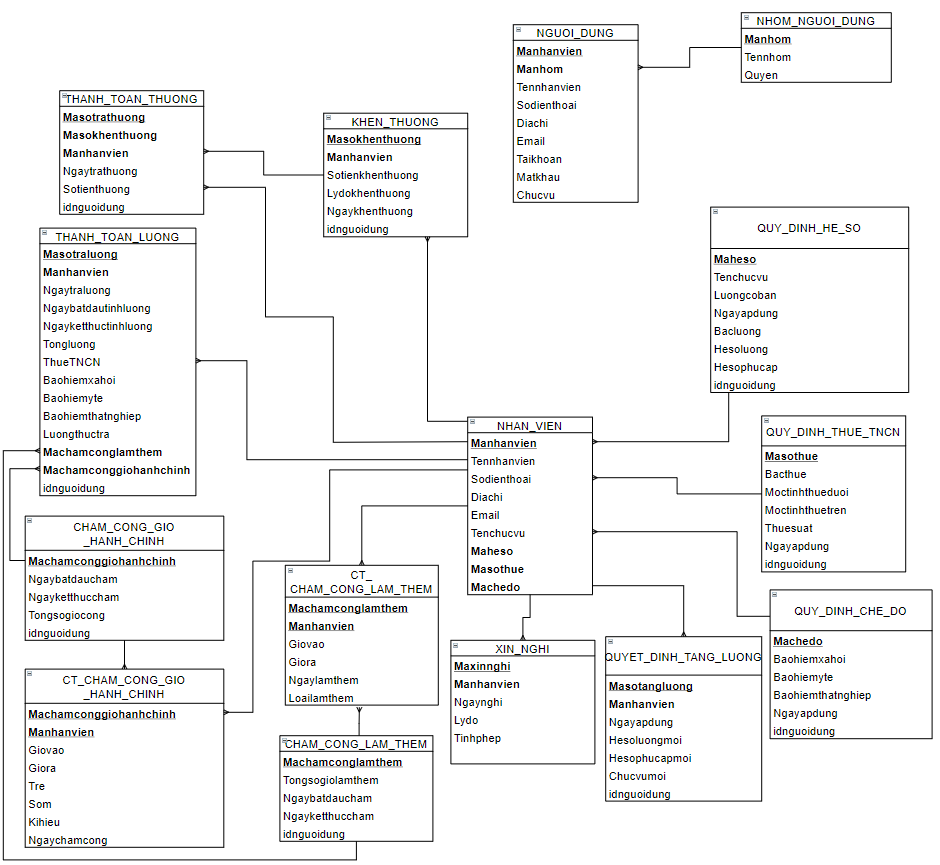 NHOM_NGUOI_DUNG
Manhom
Tennhom
Quyen
NGUOI_DUNG
Manhanvien
Manhom
Tennhanvien
Sodienthoai
Diachi
Email
Taikhoan
Matkhau
Chucvu
THANH_TOAN_THUONG
Masotrathuong
Masokhenthuong
Manhanvien
Ngaytrathuong
Sotienthuong
idnguoidung
KHEN_THUONG
Masokhenthuong
Manhanvien
Sotienkhenthuong
Lydokhenthuong
Ngaykhenthuong
idnguoidung
THANH_TOAN_LUONG
Masotraluong
Manhanvien
Ngaytraluong
Ngaybatdautinhluong
Ngayketthuctinhluong
Tongluong
ThueTNCN
Baohiemxahoi
Baohiemyte
Baohiemthatnghiep
Luongthuctra
Machamconglamthem
Machamconggiohanhchinh
idnguoidung
QUY_DINH_HE_SO
Maheso
Tenchucvu
Luongcoban
Ngayapdung
Bacluong
Hesoluong
Hesophucap
idnguoidung
NHAN_VIEN
Manhanvien
Tennhanvien
Sodienthoai
Diachi
Email
Tenchucvu
Maheso
Masothue
Machedo
QUY_DINH_THUE_TNCN
Masothue
Bacthue
Moctinhthueduoi
Moctinhthuetren
Thuesuat
Ngayapdung
idnguoidung
CHAM_CONG_GIO
_HANH_CHINH
Machamconggiohanhchinh
Ngaybatdaucham
Ngayketthuccham
Tongsogiocong
idnguoidung
CT_
CHAM_CONG_LAM_THEM
Machamconglamthem
Manhanvien
Giovao
Giora
Ngaylamthem
Loailamthem
QUY_DINH_CHE_DO
Machedo
Baohiemxahoi
Baohiemyte
Baohiemthatnghiep
Ngayapdung
idnguoidung
XIN_NGHI
Maxinnghi
Manhanvien
Ngaynghi
Lydo
Tinhphep
QUYET_DINH_TANG_LUONG
Masotangluong
Manhanvien
Ngayapdung
Hesoluongmoi
Hesophucapmoi
Chucvumoi
idnguoidung
CT_CHAM_CONG_GIO
_HANH_CHINH
Machamconggiohanhchinh
Manhanvien
Giovao
Giora
Tre
Som
Kihieu
Ngaychamcong
CHAM_CONG_LAM_THEM
Machamconglamthem
Tongsogiolamthem
Ngaybatdaucham
Ngayketthuccham
idnguoidung